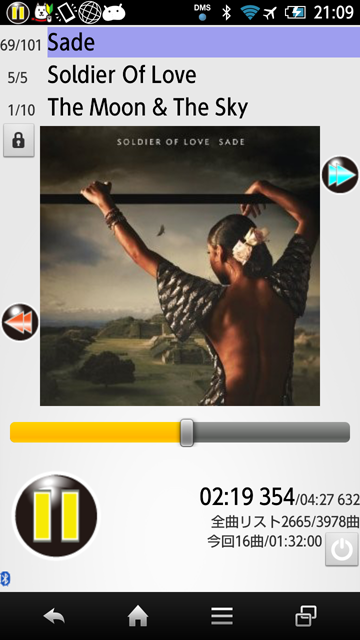 DMS
21:09
69/101 Sade
5/5 Soldier Of Love
1/10 The Moon & The Sky
SOLDIER OF LOVE SADE
02:19 354/04:27 632
全曲リスト2665/3978曲
今回16曲/01:32:00